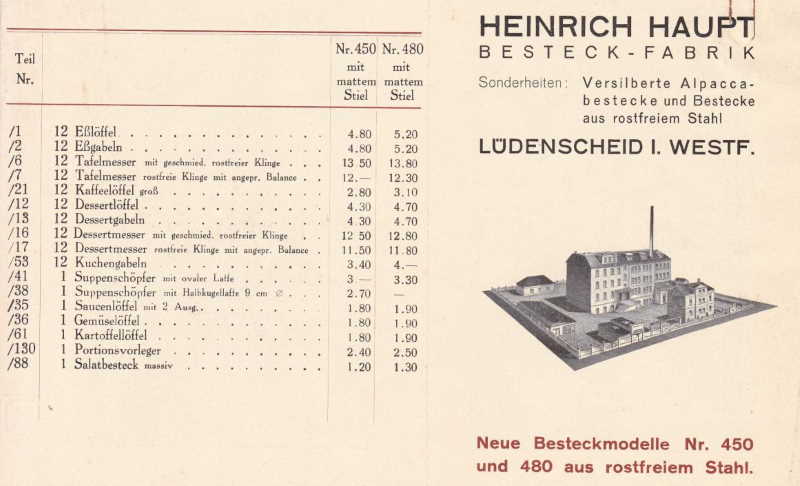 Teil
Nr.
Nr. 450 Nr. 480
mit mit
mattem mattem
Stiel Stiel
/1 12 Eßlöffel 4.80 5.20
/2 12 Eßgabeln 4.80 5.20
/6 12 Tafelmesser mit geschmied. rostfreier Klinge 13 50 13.80
/7 12 Tafelmesser rostfreie Klinge mit angepr. Balance 12.— 12.30
/21 12 Kaffeelöffel groß 2.80 3.10
/12 12 Dessertlöffel 4.30 4.70
/13 12 Dessertgabeln 4.30 4.70
/16 12 Dessertmesser mit geschmied. rostfreier Klinge 12 50 12.80
/17 12 Dessertmesser rostfreie Klinge mit angepr. Balance 11.50 11.80
/53 12 Kuchengabeln 3.40 4.—
/41 1 Suppenschöpfer mit ovaler Laffe 3 — 3.30
/38 1 Suppenschöpfer mit Halbkugellaffe 9 cm ∅ 2.70 —
/35 1 Saucenlöffel mit 2 Ausg. 1.80 1.90
/36 1 Gemüselöffel 1.80 1.90
/61 1 Kartoffellöffel 1.80 1.90
/130 1 Portionsvorleger 2.40 2.50
/88 1 Salatbesteck massiv 1.20 1.30
HEINRICH HAUPT
BESTECK-FABRIK
Sonderheiten: Versilberte Alpacca-
bestecke und Bestecke
aus rostfreiem Stahl
LÜDENSCHEID I. WESTF.
Neue Besteckmodelle Nr. 450
und 480 aus rostfreiem Stahl.